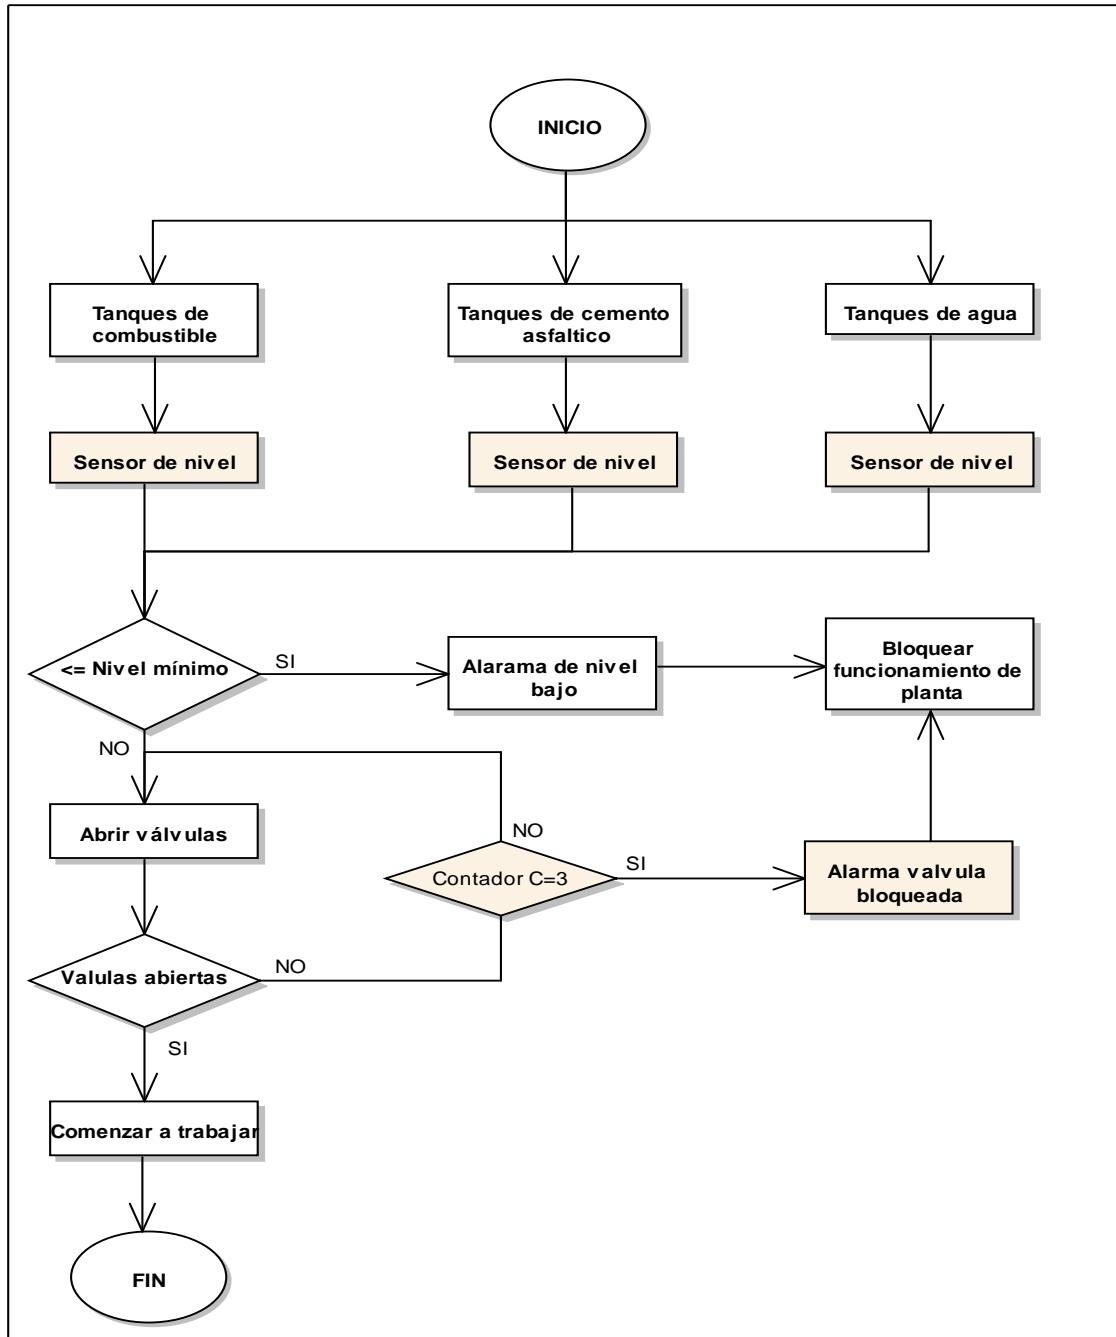 INICIO
Tanques de
combustible
Tanques de cemento
asfaltico
Tanques de agua
Sensor de nivel
Sensor de nivel
Sensor de nivel
<= Nivel mínimo
SI
Alarama de nivel
bajo
Bloquear
funcionamiento de
planta
NO
Abrir válvulas
NO
Contador C=3
SI
Alarma valvula
bloqueada
Valulas abiertas
NO
SI
Comenzar a trabajar
FIN